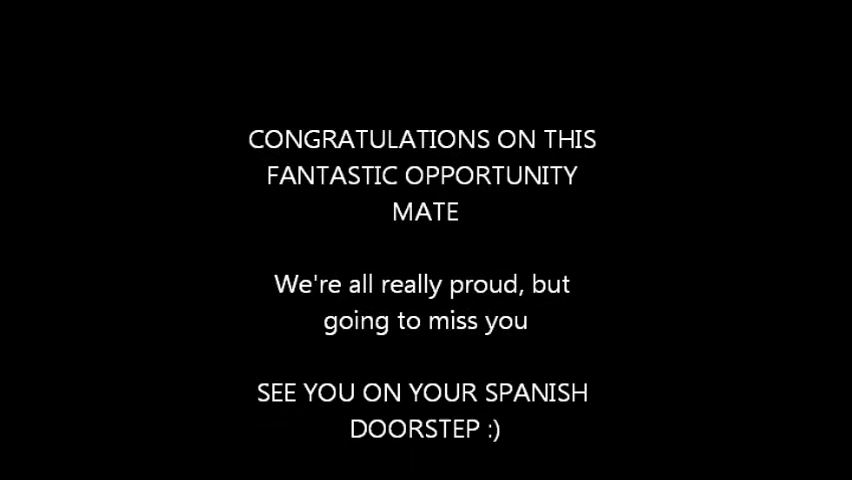 CONGRATULATIONS ON THIS
FANTASTIC OPPORTUNITY
MATE
We're all really proud, but
going to miss you
SEE YOU ON YOUR SPANISH
DOORSTEP :)